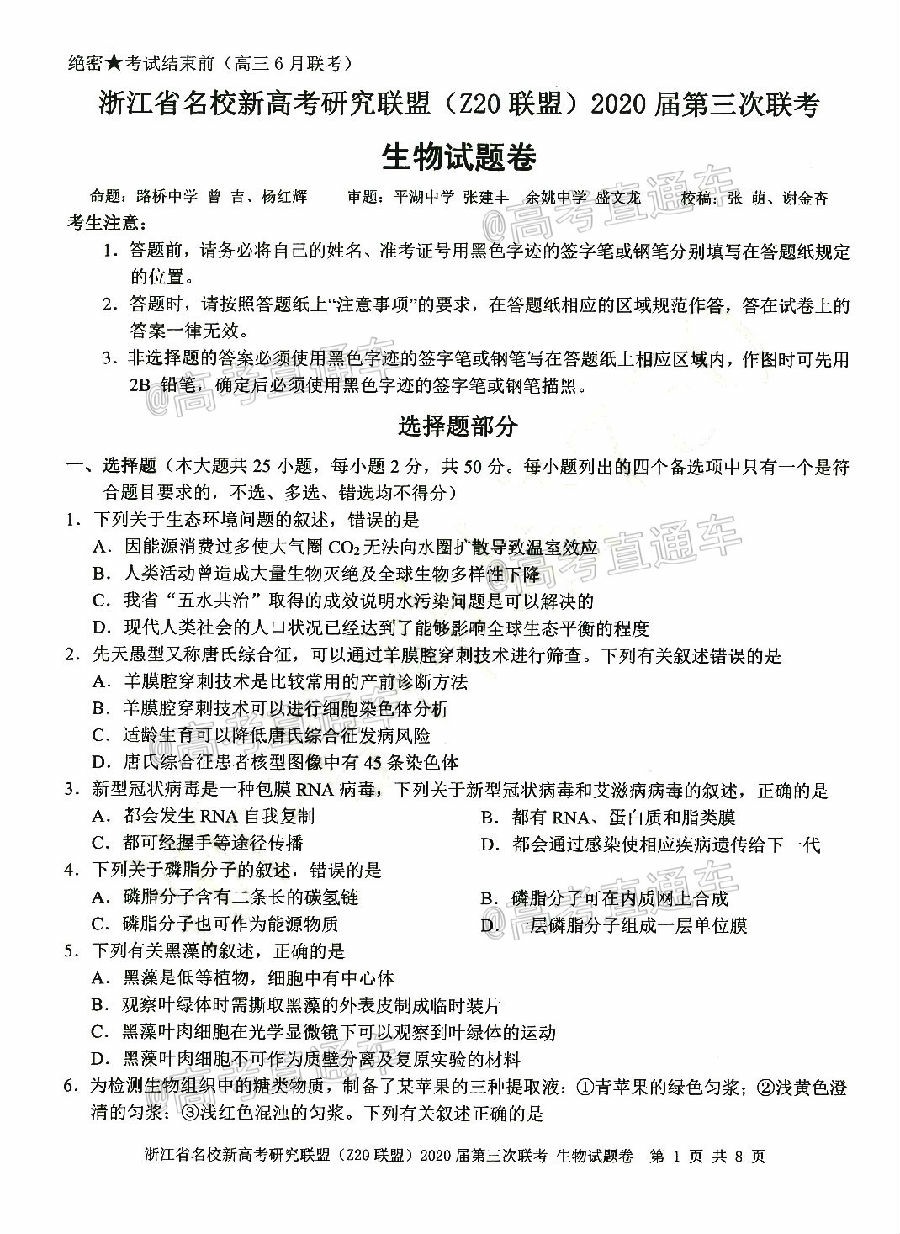 绝密★考试结束前（高三6月联考）
浙江省名校新高考研究联盟（Z20联盟）2020届第三次联考
生物试题卷
命题：路桥中学 曾 吉、杨红辉 审题：平湖中学 张建丰 余姚中学 盛文龙 校稿：张 萌、谢金杏
@高考直通车
考生注意：
1．答题前，请务必将自己的姓名、准考证号用黑色字迹的签字笔或钢笔分别填写在答题纸规定
的位置。
2．答题时，请按照答题纸上“注意事项”的要求，在答题纸相应的区域规范作答，答在试卷上的
答案一律无效。
3．非选择题的答案必须使用黑色字迹的签字笔或钢笔写在答题纸上相应区域内，作图时可先用
2B 铅笔，确定后必须使用黑色字迹的签字笔或钢笔描黑。
@高考直通车
选择题部分
一、选择题（本大题共25小题，每小题2分，共50分。每小题列出的四个备选项中只有一个是符
合题目要求的，不选、多选、错选均不得分）
1．下列关于生态环境问题的叙述，错误的是
A．因能源消费过多使大气圈CO₂无法向水圈扩散导致温室效应
@高考直通车
B．人类活动曾造成大量生物灭绝及全球生物多样性下降
C．我省“五水共治”取得的成效说明水污染问题是可以解决的
D．现代人类社会的人口状况已经达到了能够影响全球生态平衡的程度
2．先天愚型又称唐氏综合征，可以通过羊膜腔穿刺技术进行筛查。下列有关叙述错误的是
A．羊膜腔穿刺技术是比较常用的产前诊断方法
B．羊膜腔穿刺技术可以进行细胞染色体分析
C．适龄生育可以降低唐氏综合征发病风险
@高考直通车
D．唐氏综合征患者核型图像中有45条染色体
3．新型冠状病毒是一种包膜RNA病毒，下列关于新型冠状病毒和艾滋病病毒的叙述，正确的是
A．都会发生RNA自我复制 B．都有RNA、蛋白质和脂类膜
C．都可经握手等途径传播 D．都会通过感染使相应疾病遗传给下一代
4．下列关于磷脂分子的叙述，错误的是
A．磷脂分子含有二条长的碳氢链 B．磷脂分子可在内质网上合成
@高考直通车
C．磷脂分子也可作为能源物质 D．一层磷脂分子组成一层单位膜
5．下列有关黑藻的叙述，正确的是
A．黑藻是低等植物，细胞中有中心体
B．观察叶绿体时需撕取黑藻的外表皮制成临时装片
C．黑藻叶肉细胞在光学显微镜下可以观察到叶绿体的运动
D．黑藻叶肉细胞不可作为质壁分离及复原实验的材料
@高考直通车
6．为检测生物组织中的糖类物质，制备了某苹果的三种提取液：①青苹果的绿色匀浆；②浅黄色澄
清的匀浆；③浅红色混浊的匀浆。下列有关叙述正确的是
浙江省名校新高考研究联盟（Z20联盟）2020届第三次联考 生物试题卷 第 1 页 共 8 页